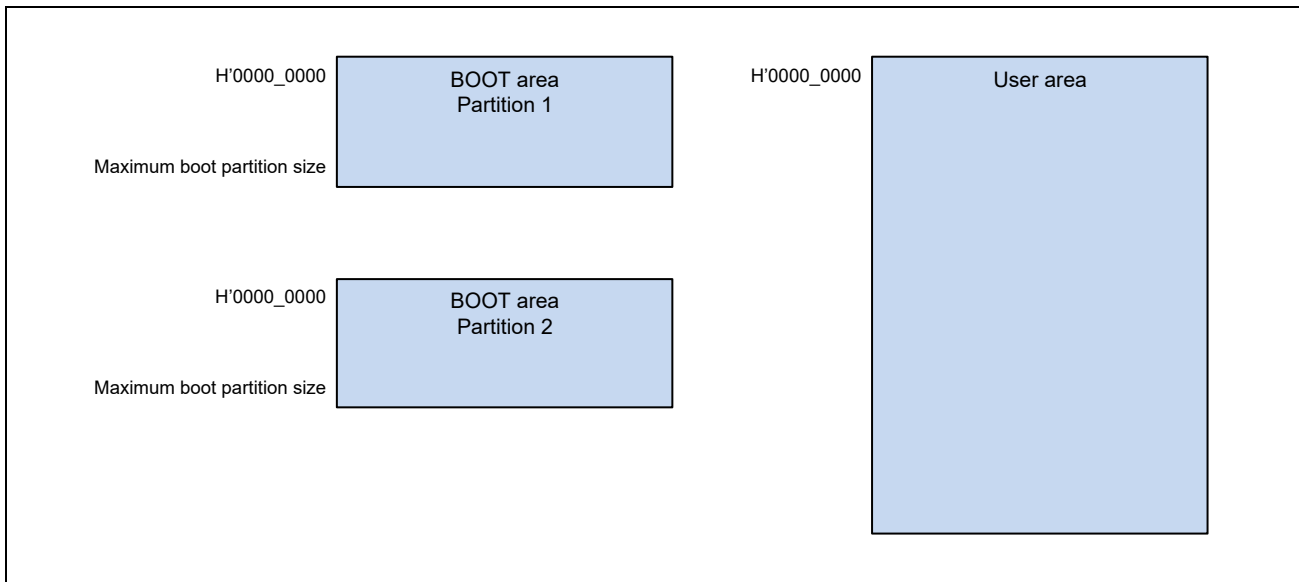 H’0000_0000
BOOT area
Partition 1
Maximum boot partition size
H’0000_0000
BOOT area
Partition 2
Maximum boot partition size
H’0000_0000
User area